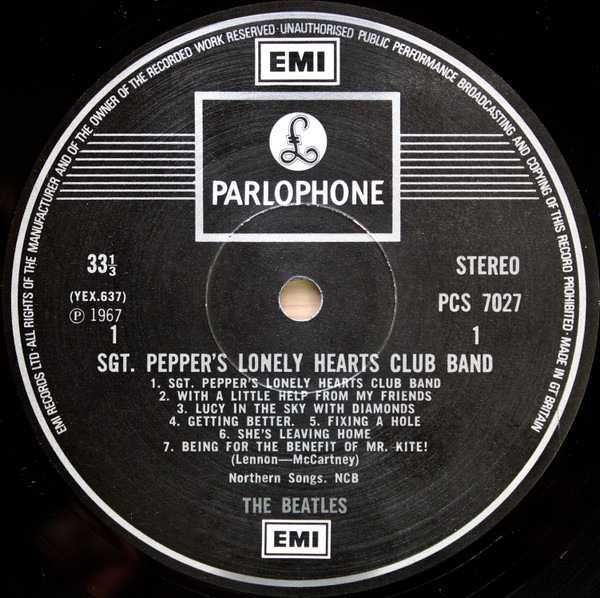 EMI RECORDS LTD · ALL RIGHTS OF THE MANUFACTURER AND OF THE OWNER OF THE RECORDED WORK RESERVED · UNAUTHORISED PUBLIC PERFORMANCE BROADCASTING AND COPYING OF THIS RECORD PROHIBITED · MADE IN GT BRITAIN
EMI
£
PARLOPHONE
33⅓
STEREO
(YEX.637)
PCS 7027
℗ 1967
1
1
SGT. PEPPER'S LONELY HEARTS CLUB BAND
1. SGT. PEPPER'S LONELY HEARTS CLUB BAND
2. WITH A LITTLE HELP FROM MY FRIENDS
3. LUCY IN THE SKY WITH DIAMONDS
4. GETTING BETTER. 5. FIXING A HOLE
6. SHE'S LEAVING HOME
7. BEING FOR THE BENEFIT OF MR. KITE!
(Lennon—McCartney)
Northern Songs. NCB
THE BEATLES
EMI